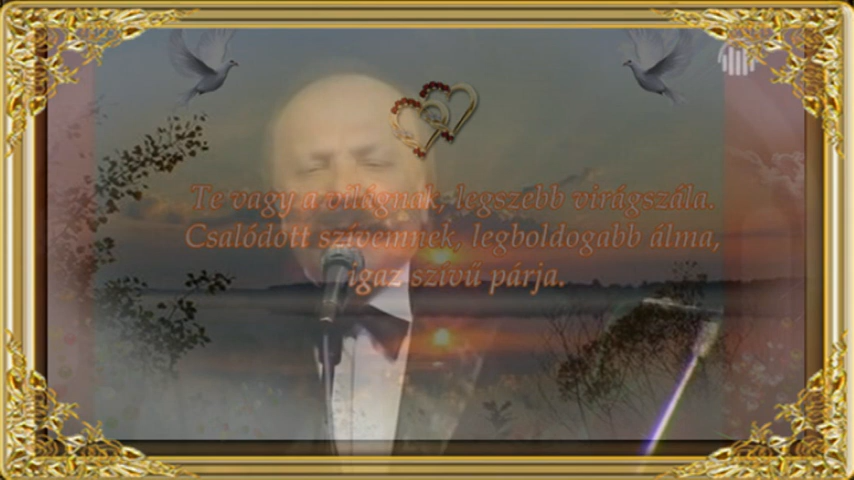 Te vagy a világnak, legszebb virágszála.
Csalódott szívemnek, legboldogabb álma,
igaz szívű párja.